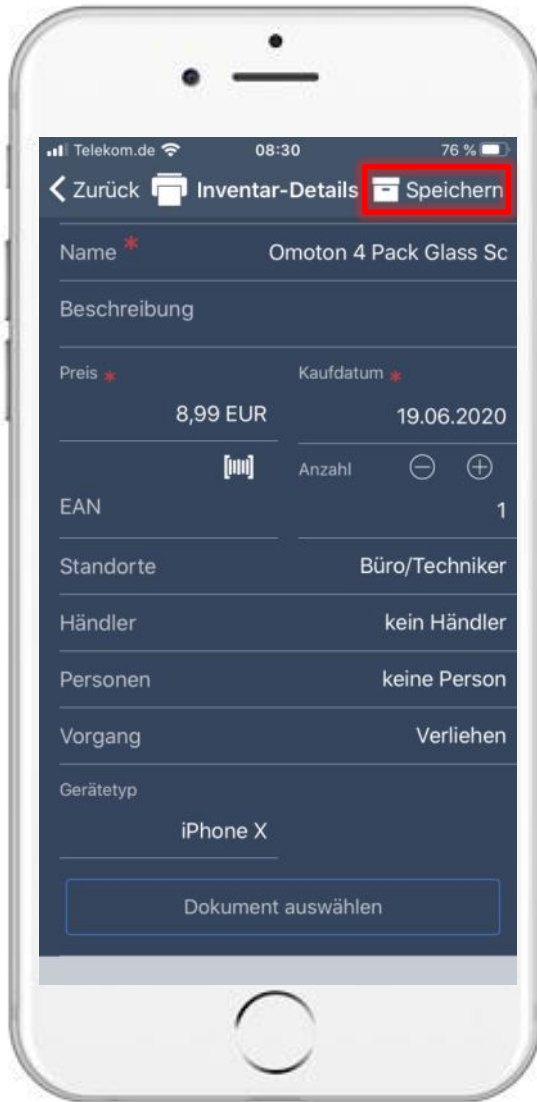 Telekom.de 08:30 76 %
Zurück Inventar-Details Speichern
Name * Omoton 4 Pack Glass Sc
Beschreibung
Preis * Kaufdatum *
8,99 EUR 19.06.2020
Anzahl
EAN 1
Standorte Büro/Techniker
Händler kein Händler
Personen keine Person
Vorgang Verliehen
Gerätetyp
iPhone X
Dokument auswählen